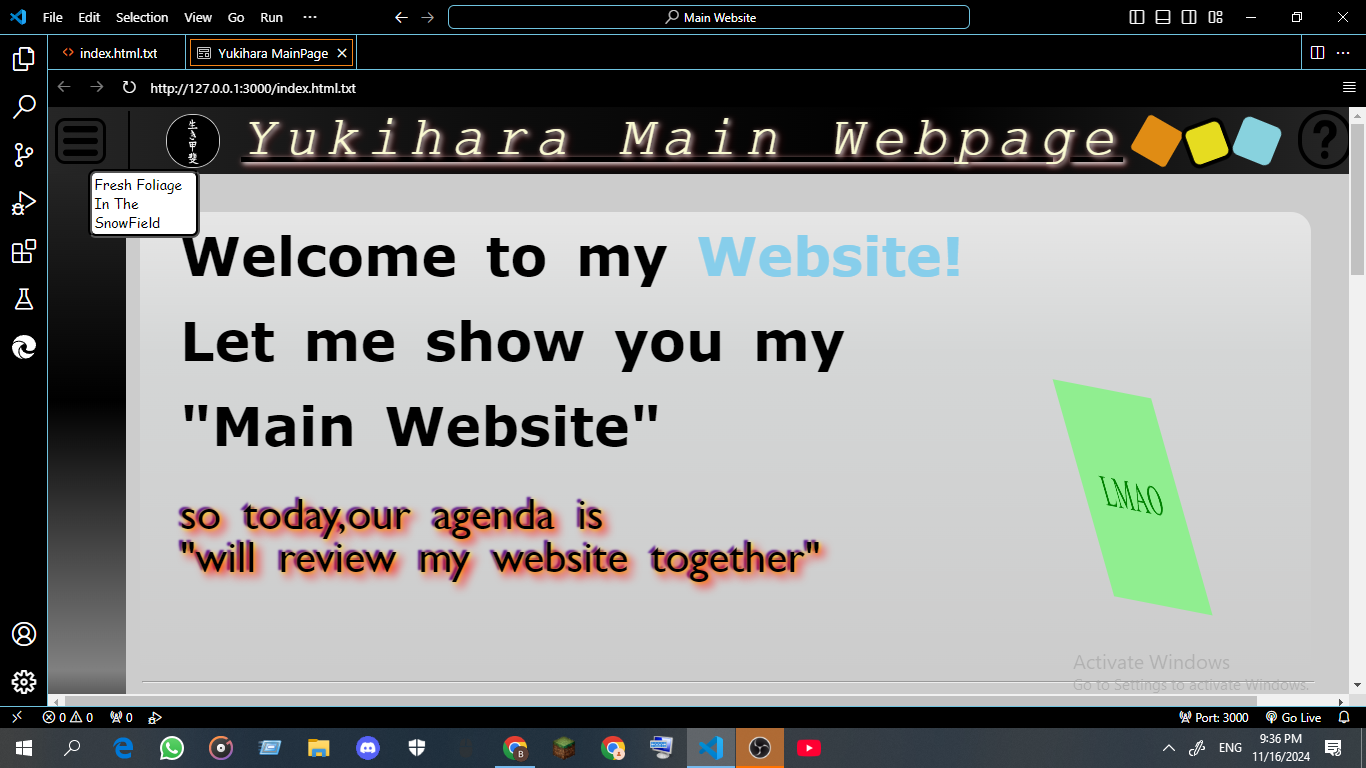 File Edit Selection View Go Run ···
Main Website
index.html.txt
Yukihara MainPage
http://127.0.0.1:3000/index.html.txt
生き甲斐
Yukihara Main Webpage
?
Fresh Foliage
In The
SnowField
Welcome to my Website!
Let me show you my
"Main Website"
LMAO
so today,our agenda is
"will review my website together"
Activate Windows
Go to Settings to activate Windows.
0 0 0
Port: 3000 Go Live
B A
ENG
9:36 PM
11/16/2024